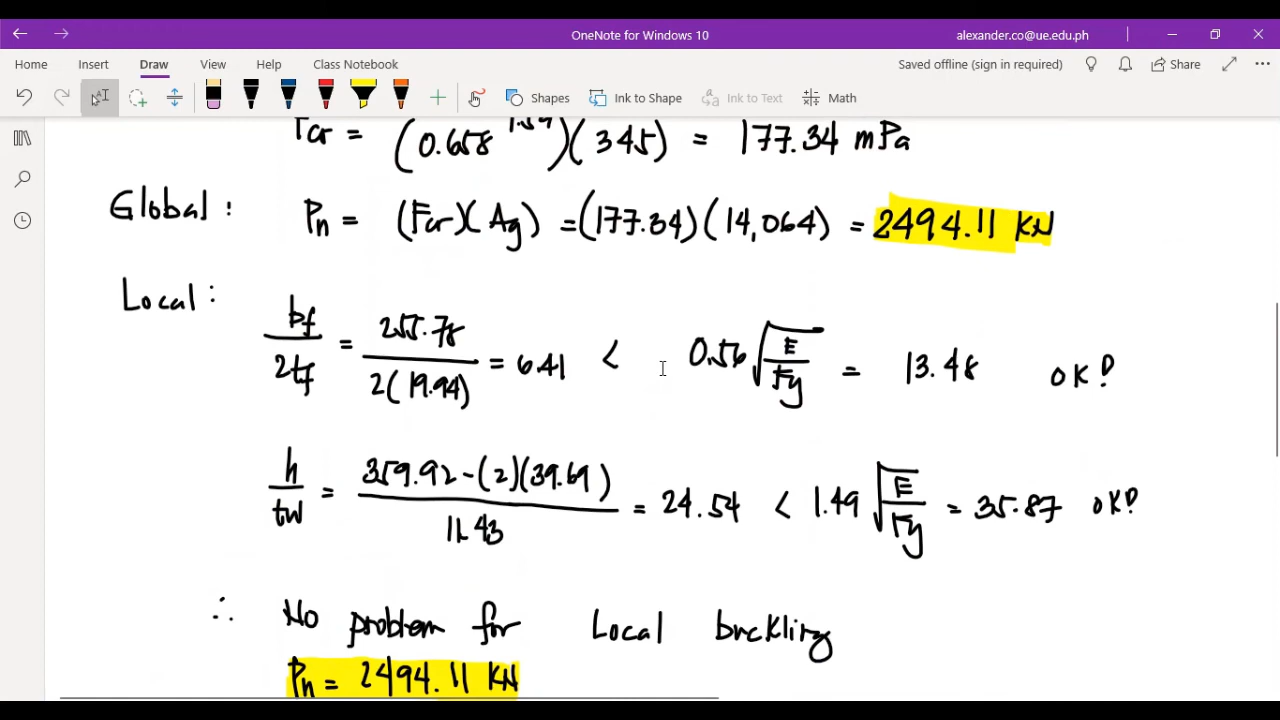 OneNote for Windows 10 alexander.co@ue.edu.ph
Home Insert Draw View Help Class Notebook Saved offline (sign in required) Share
Shapes Ink to Shape Ink to Text Math
Fcr = (0.658^1.59)(345) = 177.34 mPa
Global: Pn = (Fcr)(Ag) = (177.34)(14,064) = 2494.11 KN
Local:
bf/2tf = 255.78/2(19.94) = 6.41 < 0.56√(E/Fy) = 13.48 OK!
h/tw = 359.92-(2)(39.69)/11.43 = 24.54 < 1.49√(E/Fy) = 35.87 OK!
∴ No problem for Local buckling
Pn = 2494.11 KN